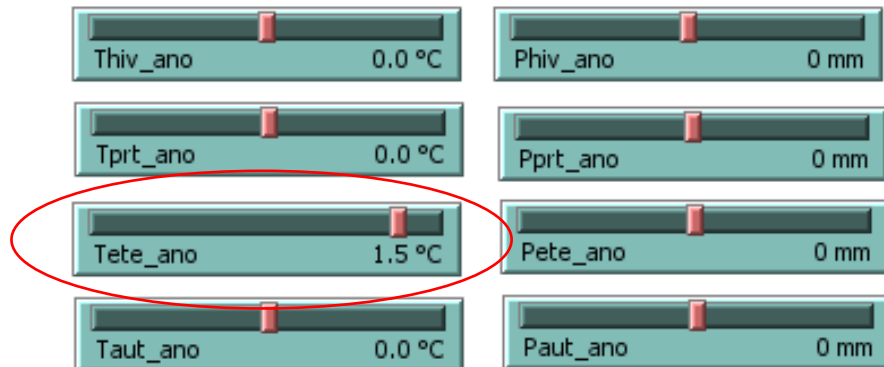 Thiv_ano 0.0 °C
Phiv_ano 0 mm
Tprt_ano 0.0 °C
Pprt_ano 0 mm
Tete_ano 1.5 °C
Pete_ano 0 mm
Taut_ano 0.0 °C
Paut_ano 0 mm